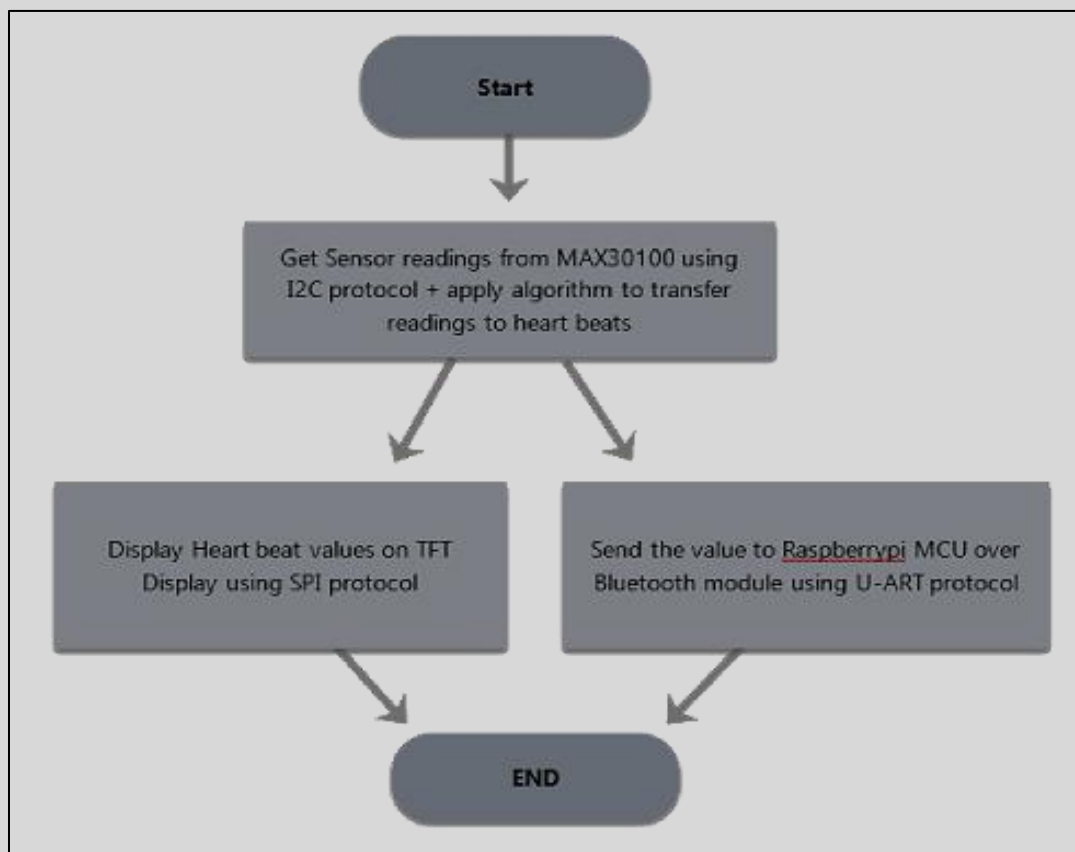 Start
Get Sensor readings from MAX30100 using
I2C protocol + apply algorithm to transfer
readings to heart beats
Display Heart beat values on TFT
Display using SPI protocol
Send the value to Raspberrypi MCU over
Bluetooth module using U-ART protocol
END